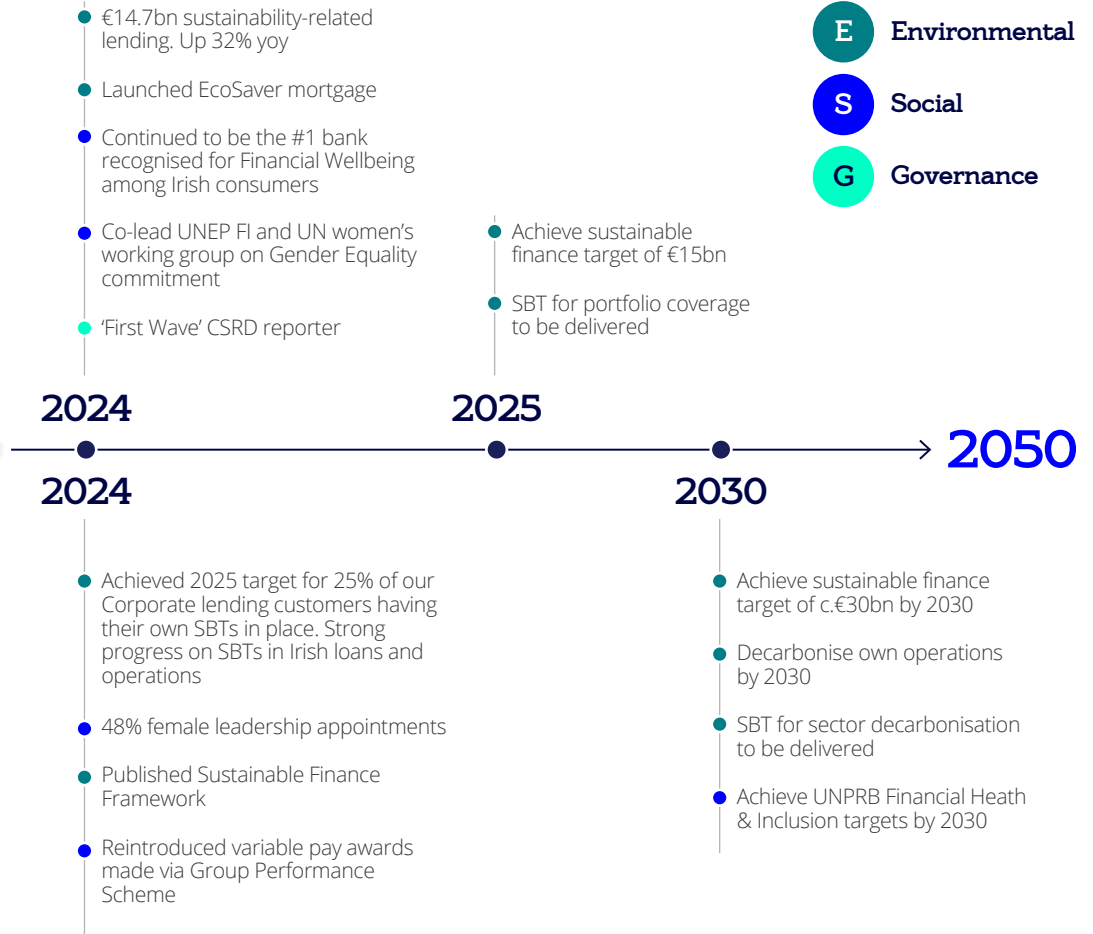 €14.7bn sustainability-related
lending. Up 32% yoy
Launched EcoSaver mortgage
Continued to be the #1 bank
recognised for Financial Wellbeing
among Irish consumers
Co-lead UNEP FI and UN women’s
working group on Gender Equality
commitment
‘First Wave’ CSRD reporter
2024
Achieve sustainable
finance target of €15bn
SBT for portfolio coverage
to be delivered
2025
E Environmental
S Social
G Governance
2050
2024
Achieved 2025 target for 25% of our
Corporate lending customers having
their own SBTs in place. Strong
progress on SBTs in Irish loans and
operations
48% female leadership appointments
Published Sustainable Finance
Framework
Reintroduced variable pay awards
made via Group Performance
Scheme
2030
Achieve sustainable finance
target of c.€30bn by 2030
Decarbonise own operations
by 2030
SBT for sector decarbonisation
to be delivered
Achieve UNPRB Financial Heath
& Inclusion targets by 2030